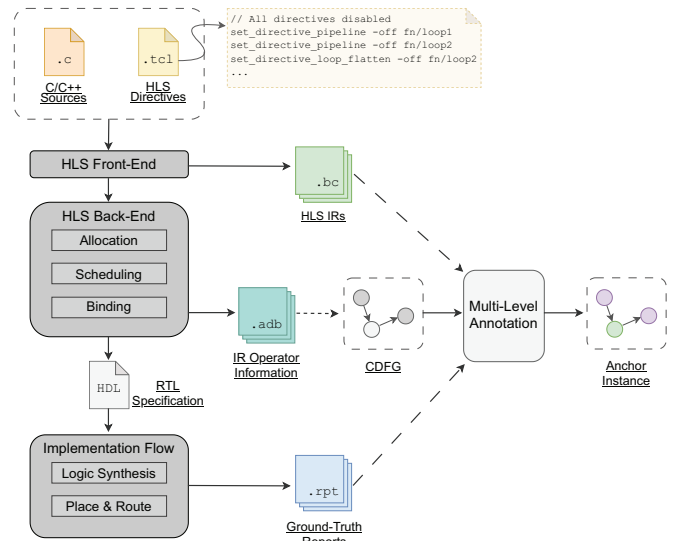 // All directives disabled
set_directive_pipeline -off fn/loop1
set_directive_pipeline -off fn/loop2
set_directive_loop_flatten -off fn/loop2
...
.c
.tcl
C/C++
Sources
HLS
Directives
HLS Front-End
.bc
HLS IRs
HLS Back-End
Allocation
Scheduling
Binding
.adb
IR Operator
Information
CDFG
Multi-Level
Annotation
Anchor
Instance
HDL
RTL
Specification
Implementation Flow
Logic Synthesis
Place & Route
.rpt
Ground-Truth
Reports